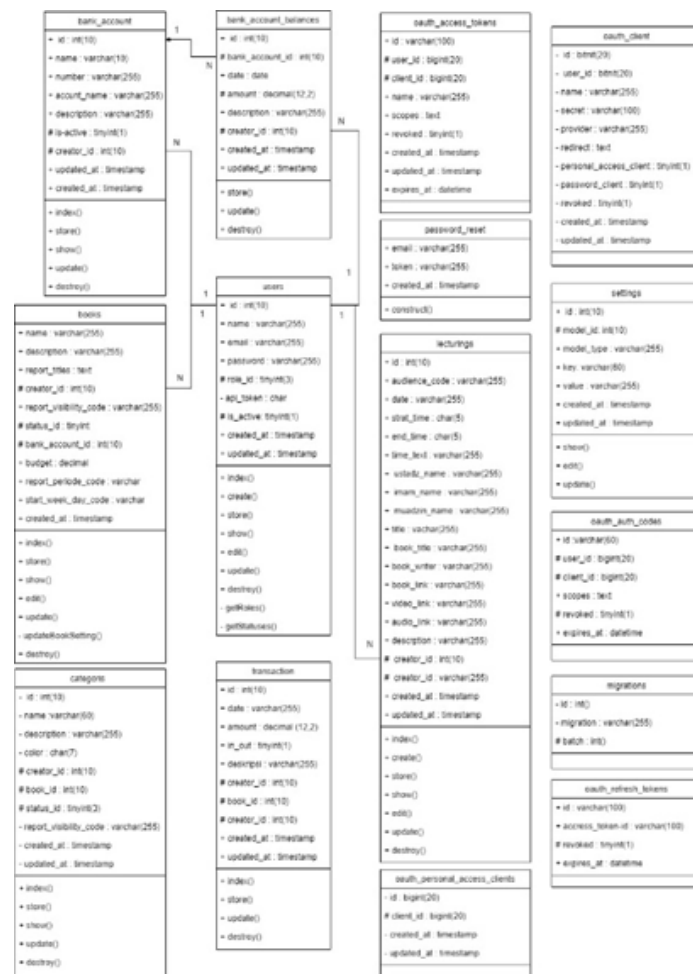 bank_account
+ id : int(10)
+ name : varchar(10)
+ number : varchar(255)
+ acount_name : varchar(255)
+ description : varchar(255)
# is-active : tinyint(1)
# creator_id : int(10)
+ updated_at : timestamp
+ created_at : timestamp
+ index()
+ store()
+ show()
+ update()
+ destroy()
1
N
bank_account_balances
+ id : int(10)
# bank_account_id : int(10)
+ date : date
# amount : decimal(12,2)
+ description : varchar(255)
# creator_id : int(10)
+ created_at : timestamp
+ updated_at : timestamp
+ store()
+ update()
+ destroy()
N
N
1
1
1
1
N
N
books
+ name : varchar(255)
+ description : varchar(255)
+ report_titles : text
# creator_id : int(10)
+ report_visibility_code : varchar(255)
# status_id : tinyint
# bank_account_id : int(10)
+ budget : decimal
+ report_periode_code : varchar
+ start_week_day_code : varchar
+ created_at : timestamp
+ index()
+ store()
+ show()
+ edit()
+ update()
- updateBookSetting()
+ destroy()
users
+ id : int(10)
+ name : varchar(255)
+ email : varchar(255)
+ password : varchar(255)
# role_id : tinyint(3)
- api_token : char
# is_active : tinyint(1)
+ created_at : timestamp
+ updated_at : timestamp
+ index()
+ create()
+ store()
+ show()
+ edit()
+ update()
+ destroy()
- getRoles()
- getStatuses()
categoris
- id : int(10)
- name :varchar(60)
- description : varchar(255)
- color : char(7)
# creator_id : int(10)
# book_id : int(10)
# status_id : tinyint(3)
- report_visibility_code : varchar(255)
- created_at : timestamp
- updated_at : timestamp
+ index()
+ store()
+ show()
+ update()
+ destroy()
transaction
+ id : int(10)
+ date : varchar(255)
+ amount : decimal (12,2)
+ in_out : tinyint(1)
+ deskripsi : varchar(255)
# creator_id : int(10)
# book_id : int(10)
# creator_id : int(10)
+ created_at : timestamp
+ updated_at : timestamp
+ index()
+ store()
+ update()
+ destroy()
oauth_access_tokens
+ id : varchar(100)
# user_id : bigint(20)
# client_id : bigint(20)
+ name : varchar(255)
+ scopes : text
+ revoked : tinyint(1)
+ created_at : timestamp
+ updated_at : timestamp
+ expires_at : datetime
password_reset
+ email : varchar(255)
+ token : varchar(255)
+ created_at : timestamp
+ construct()
lecturings
+ id : int(10)
+ audience_code : varchar(255)
+ date : varchar(255)
+ strat_time : char(5)
+ end_time : char(5)
+ time_text : varchar(255)
+ ustadz_name : varchar(255)
+ imam_name : varchar(255)
+ muadzin_name : varchar(255)
+ title : vachar(255)
+ book_title : varchar(255)
+ book_writer : varchar(255)
+ book_link : varchar(255)
+ video_link : varchar(255)
+ audio_link : varchar(255)
+ description : varchar(255)
# creator_id : int(10)
# creator_id : varchar(255)
+ created_at : timestamp
+ updated_at : timestamp
+ index()
+ create()
+ store()
+ show()
+ edit()
+ update()
+ destroy()
oauth_personal_access_clients
- id : bigint(20)
# client_id : bigint(20)
- created_at : timestamp
- updated_at : timestamp
oauth_client
- id : bitnit(20)
- user_id : bitnit(20)
- name : varchar(255)
- secret : varchar(100)
- provider : varchar(255)
- redirect : text
- personal_access_client : tinyint(1)
- password_client : tinyint(1)
- revoked : tinyint(1)
- created_at : timestamp
- updated_at : timestamp
settings
+ id : int(10)
# model_id: int(10)
+ model_type : varchar(255)
+ key: varchar(60)
+ value : varchar(255)
+ created_at : timestamp
+ updated_at : timestamp
+ show()
+ edit()
+ update()
oauth_auth_codes
+ id :varchar(60)
# user_id : bigint(20)
# client_id : bigint(20)
+ scopes : text
# revoked : tinyint(1)
+ expires_at : datetime
migrations
- id : int()
- migration : varchar(255)
# batch : int()
oauth_refresh_tokens
+ id : varchar(100)
+ accress_token-id : varchar(100)
# revoked : tinyint(1)
+ expires_at : datetime